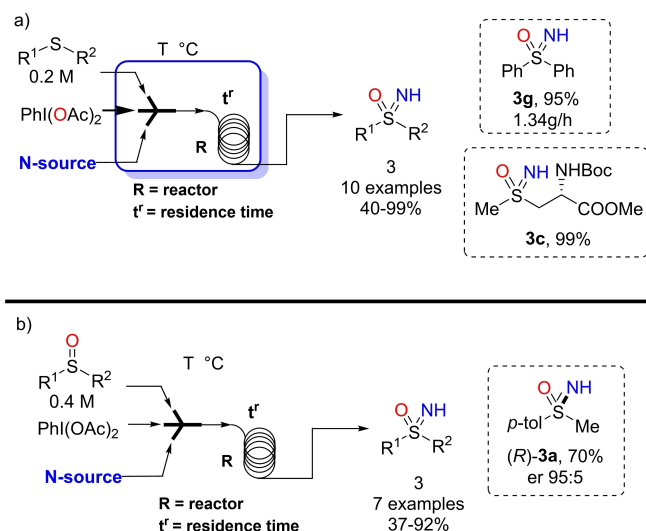 a)
R¹ S R²
0.2 M
PhI(OAc)₂
N-source
T °C
tʳ
R
R = reactor
tʳ = residence time
O NH
S
R¹ R²
3
10 examples
40-99%
O NH
S
Ph Ph
3g, 95%
1.34g/h
O NH NHBoc
Me S COOMe
3c, 99%
b)
O
S
R¹ R²
0.4 M
PhI(OAc)₂
N-source
T °C
tʳ
R
R = reactor
tʳ = residence time
O NH
S
R¹ R²
3
7 examples
37-92%
O NH
S
p-tol Me
(R)-3a, 70%
er 95:5